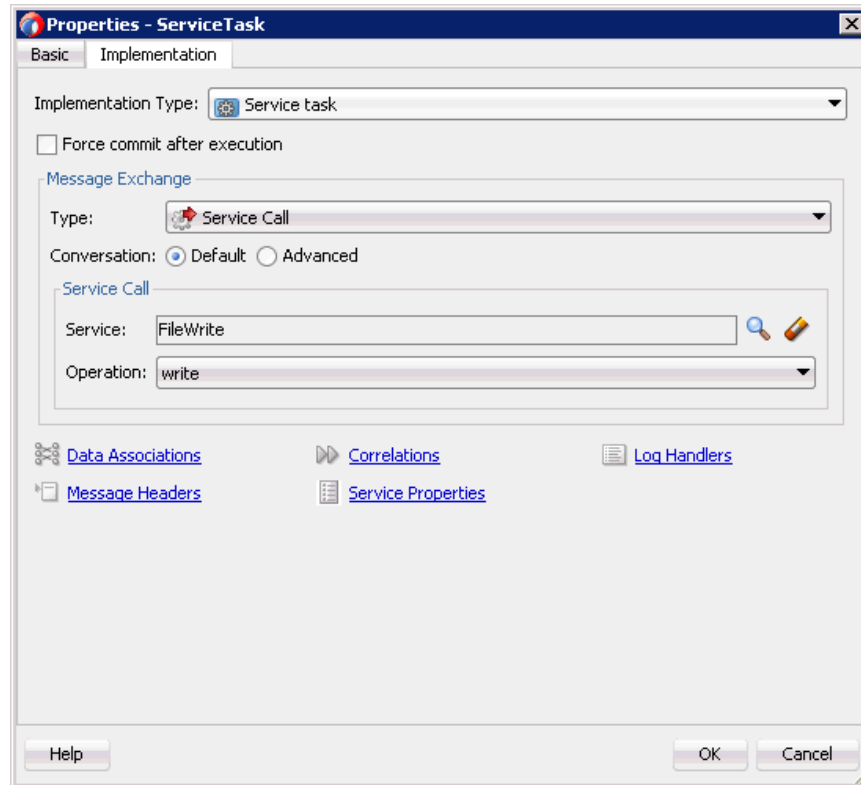 Properties - ServiceTask
Basic Implementation
Implementation Type: Service task
Force commit after execution
Message Exchange
Type: Service Call
Conversation: Default Advanced
Service Call
Service: FileWrite
Operation: write
Data Associations Correlations Log Handlers
Message Headers Service Properties
Help OK Cancel